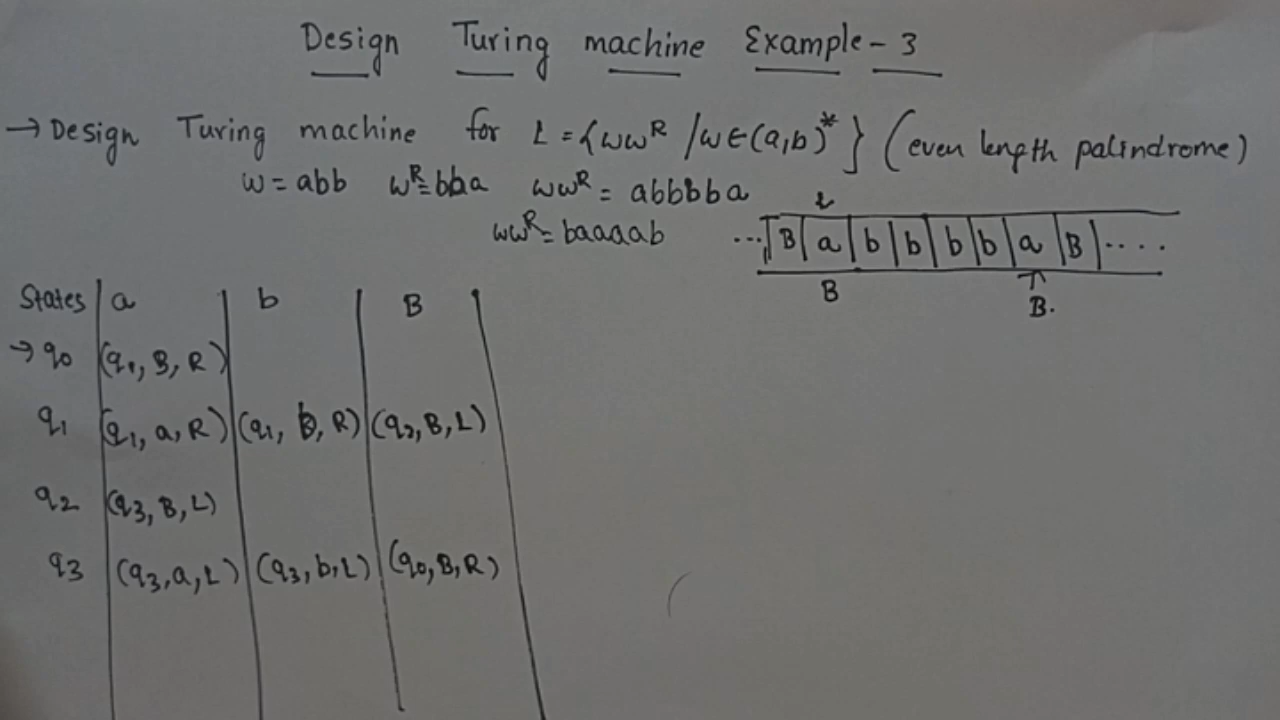 Design Turing machine Example - 3
→ Design Turing machine for L = {wwᴿ / w ∈ (a,b)* } (even length palindrome)
w = abb wᴿ = bba wwᴿ = abbbba
wwᴿ = baaaab
... B a b b b b a B ....
B B.
States a b B
→ q0 (q1, B, R)
q1 (q1, a, R) (q1, b, R) (q2, B, L)
q2 (q3, B, L)
q3 (q3, a, L) (q3, b, L) (q0, B, R)